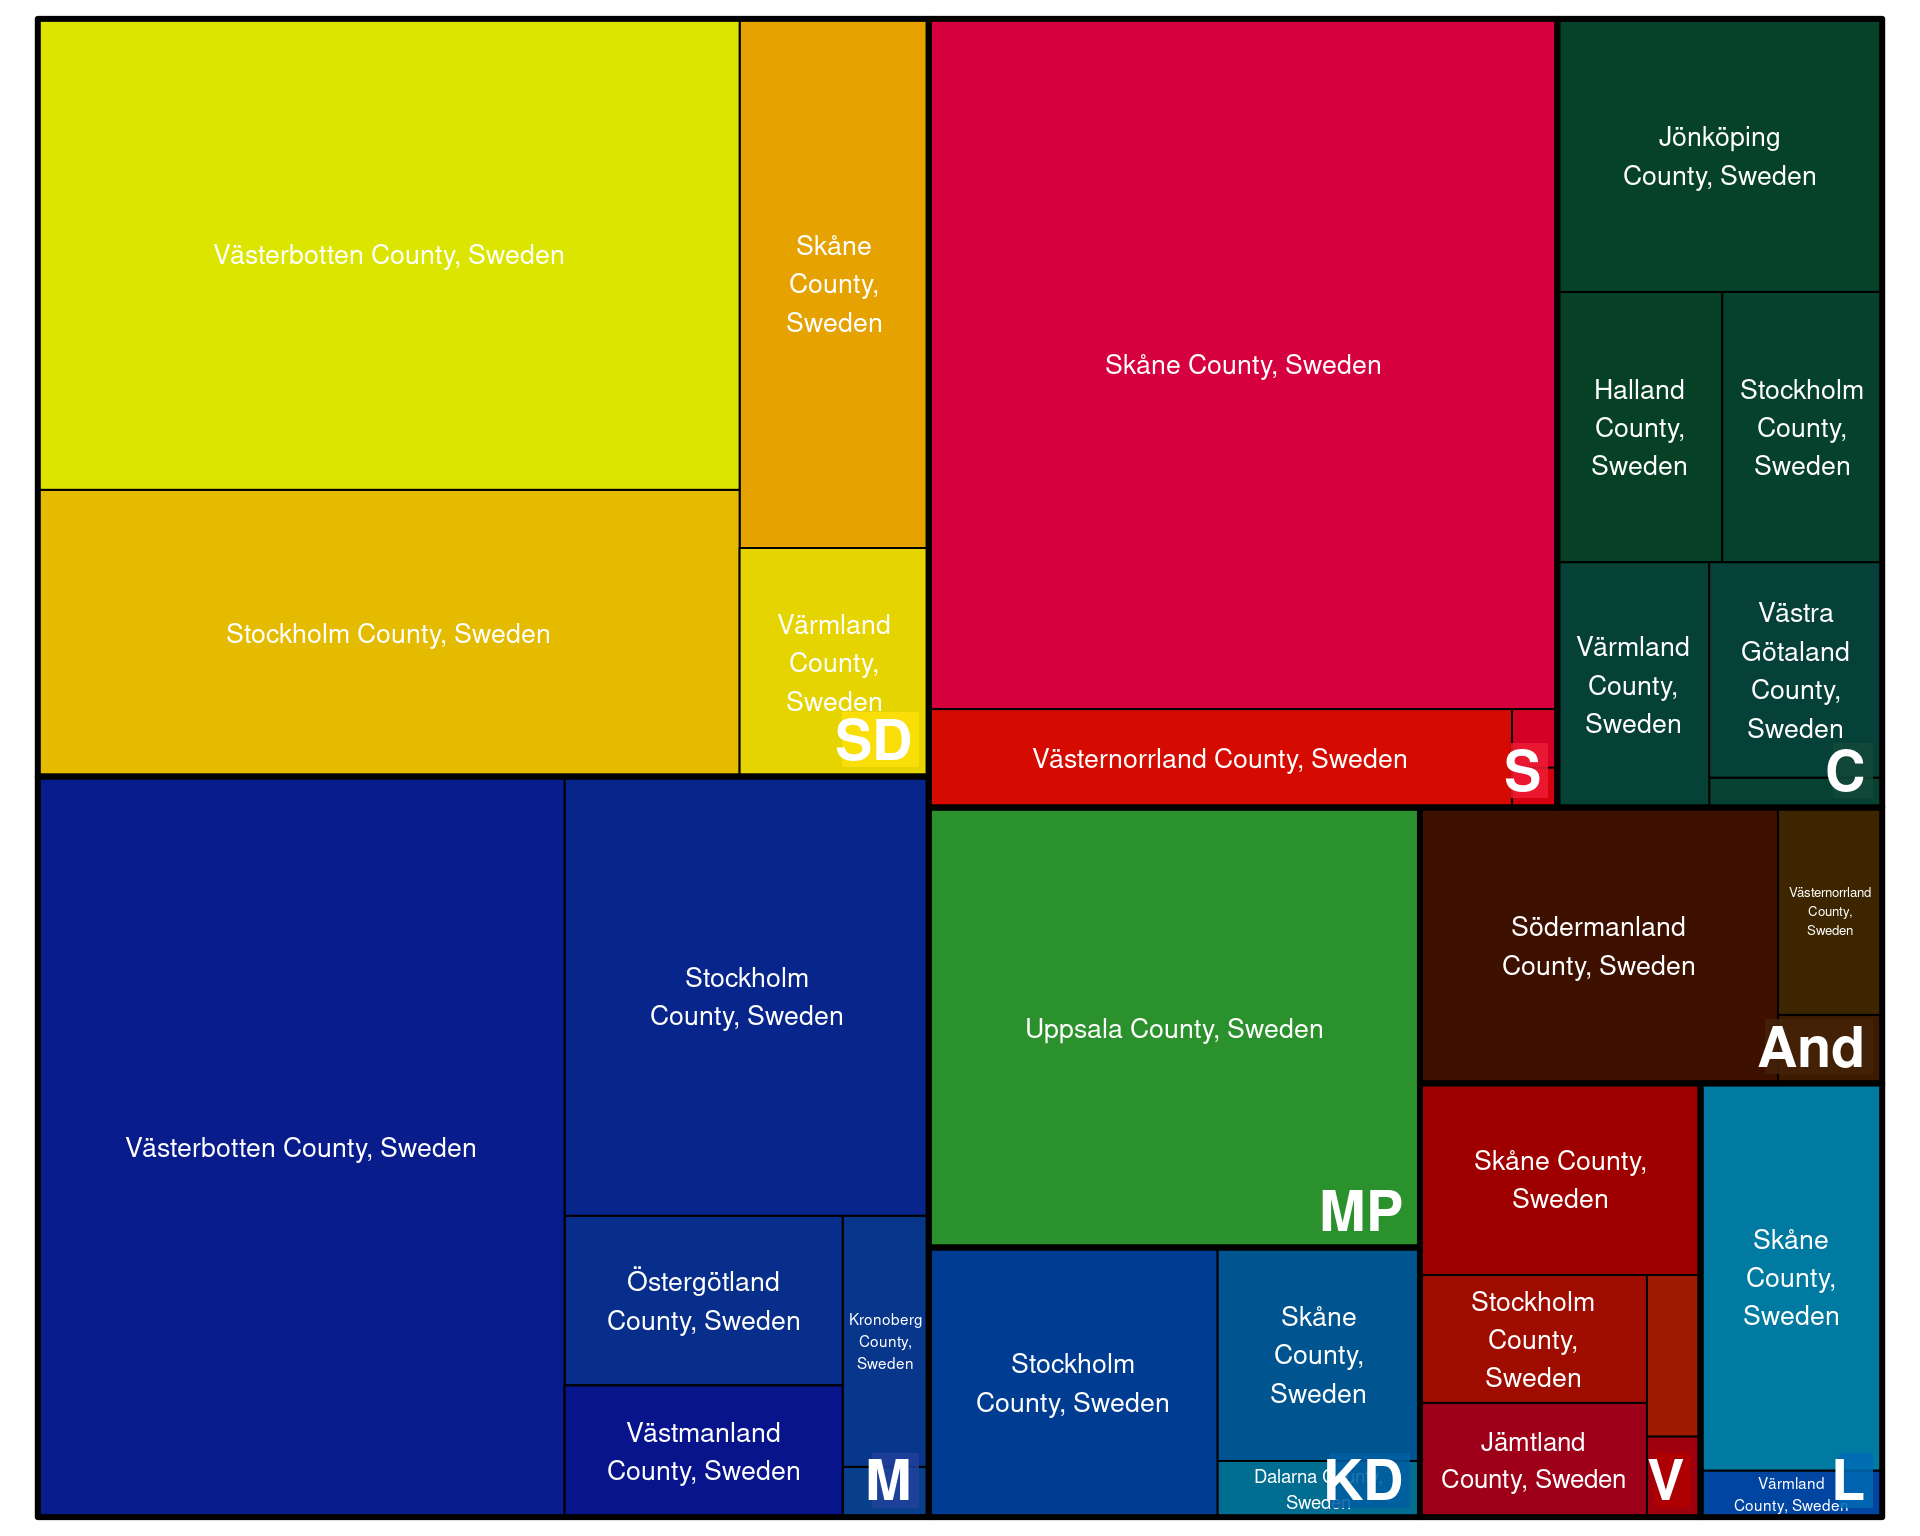 Västerbotten County, Sweden
Skåne
County,
Sweden
Stockholm County, Sweden
Värmland
County,
Sweden
SD
Skåne County, Sweden
Västernorrland County, Sweden
S
Jönköping
County, Sweden
Halland
County,
Sweden
Stockholm
County,
Sweden
Värmland
County,
Sweden
Västra
Götaland
County,
Sweden
C
Västerbotten County, Sweden
Stockholm
County, Sweden
Östergötland
County, Sweden
Kronoberg
County,
Sweden
Västmanland
County, Sweden
M
Uppsala County, Sweden
MP
Södermanland
County, Sweden
Västernorrland
County,
Sweden
And
Stockholm
County, Sweden
Skåne
County,
Sweden
Dalarna County,
Sweden
KD
Skåne County,
Sweden
Stockholm
County,
Sweden
Jämtland
County, Sweden
V
Skåne
County,
Sweden
Värmland
County, Sweden
L